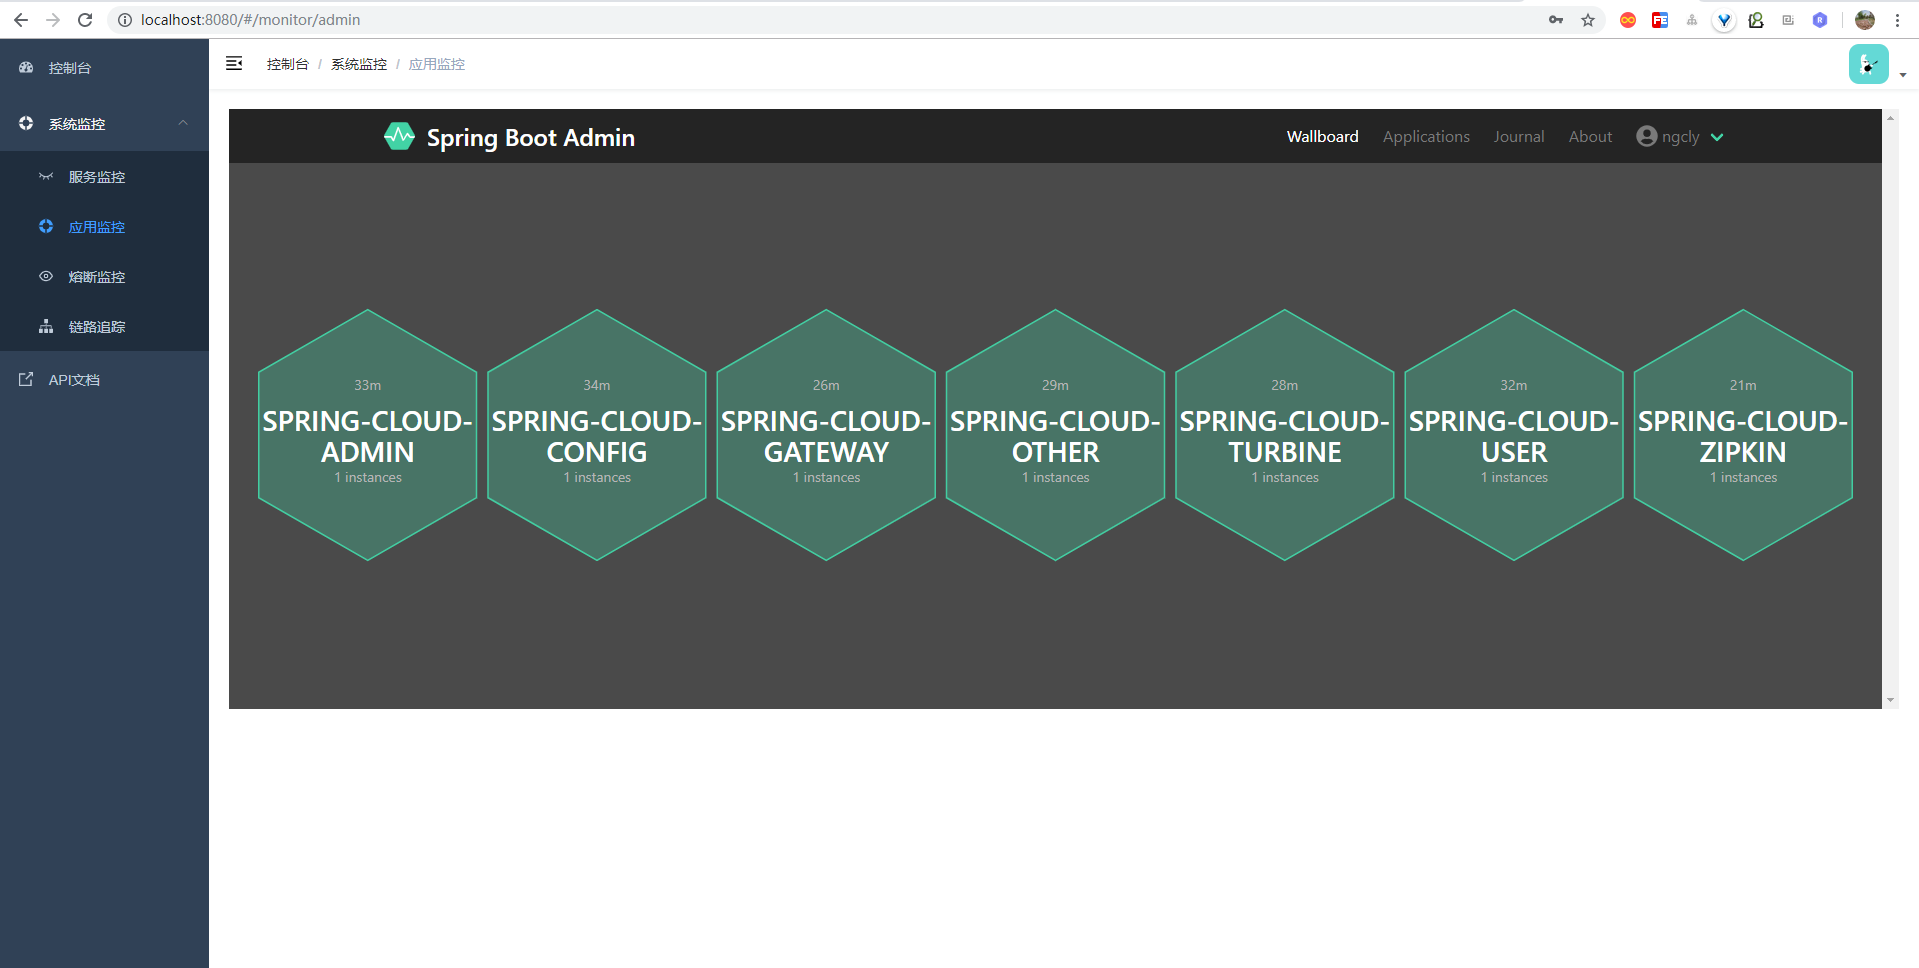 localhost:8080/#/monitor/admin
控制台
系统监控
服务监控
应用监控
熔断监控
链路追踪
API文档
控制台 / 系统监控 / 应用监控
Spring Boot Admin
Wallboard Applications Journal About ngcly
33m
SPRING-CLOUD-
ADMIN
1 instances
34m
SPRING-CLOUD-
CONFIG
1 instances
26m
SPRING-CLOUD-
GATEWAY
1 instances
29m
SPRING-CLOUD-
OTHER
1 instances
28m
SPRING-CLOUD-
TURBINE
1 instances
32m
SPRING-CLOUD-
USER
1 instances
21m
SPRING-CLOUD-
ZIPKIN
1 instances